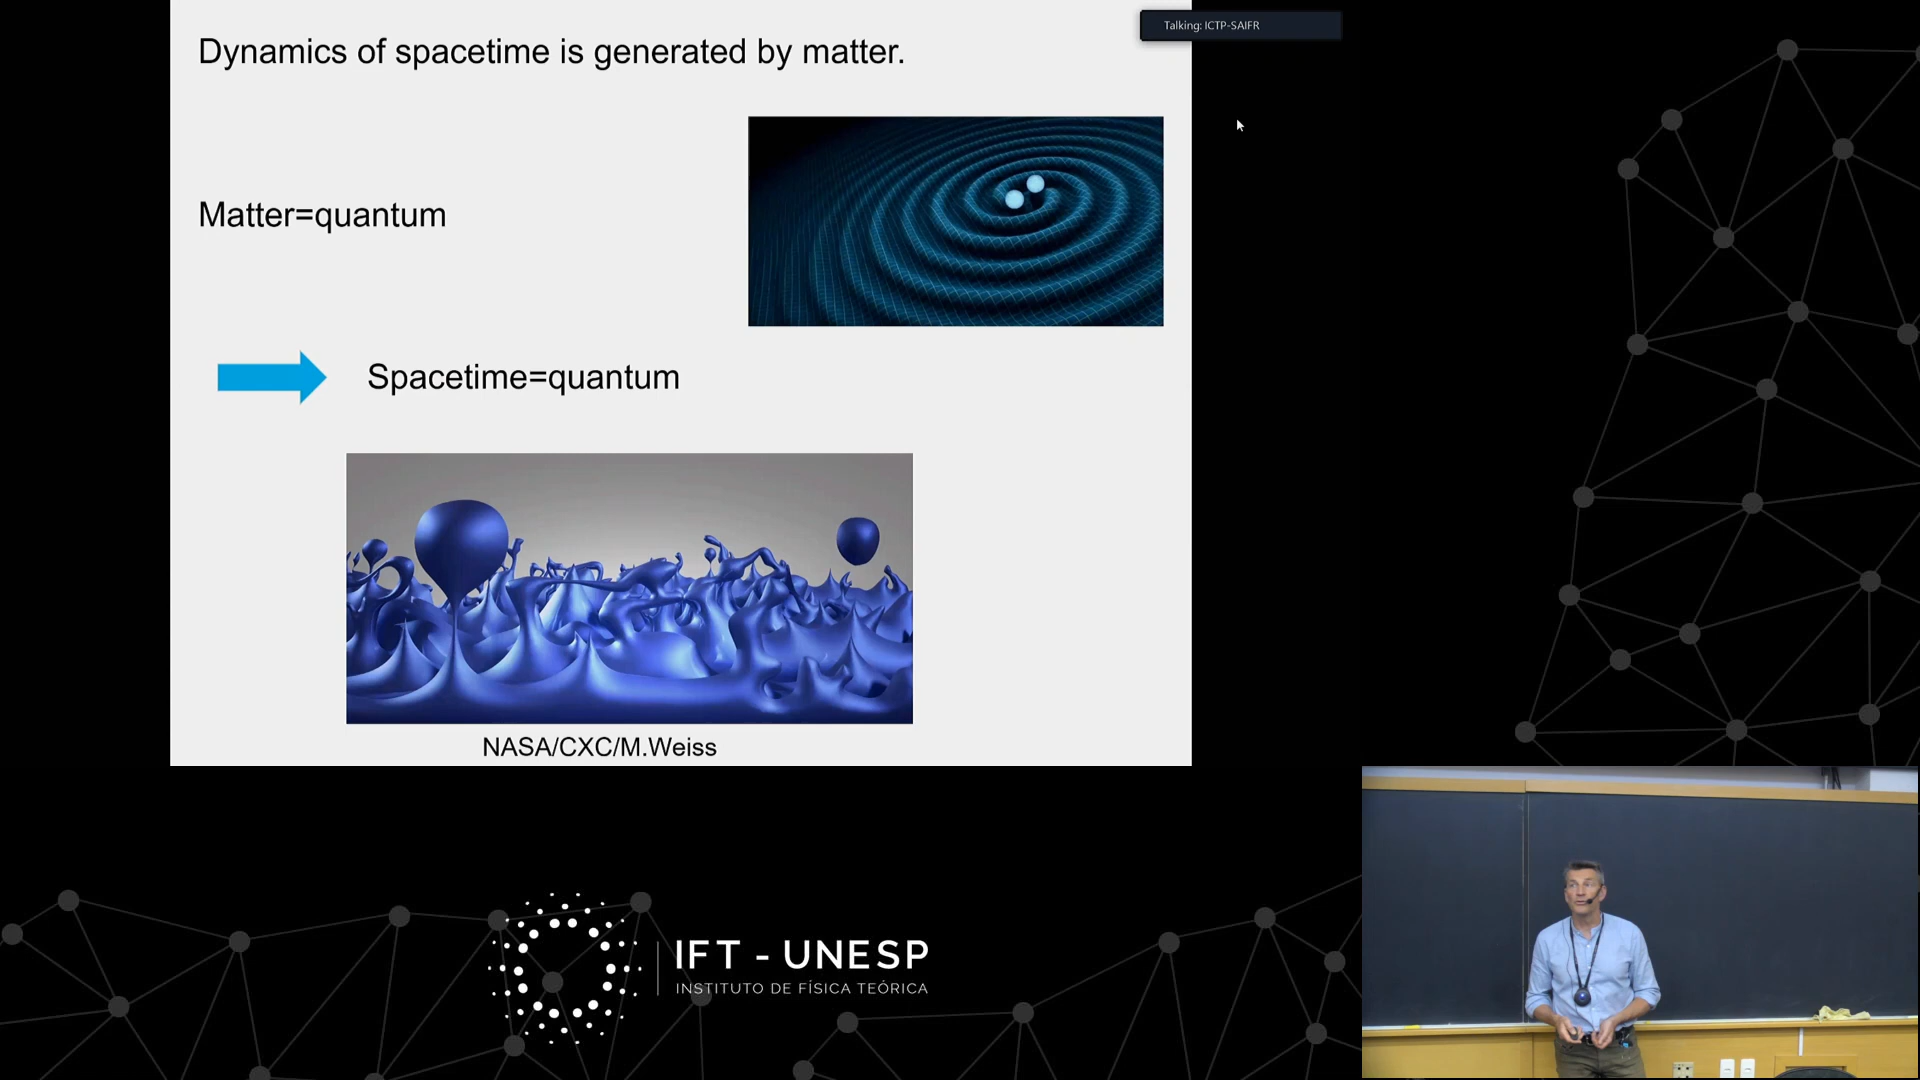 Dynamics of spacetime is generated by matter.
Talking: ICTP-SAIFR
Matter=quantum
Spacetime=quantum
NASA/CXC/M.Weiss
IFT - UNESP
INSTITUTO DE FÍSICA TEÓRICA